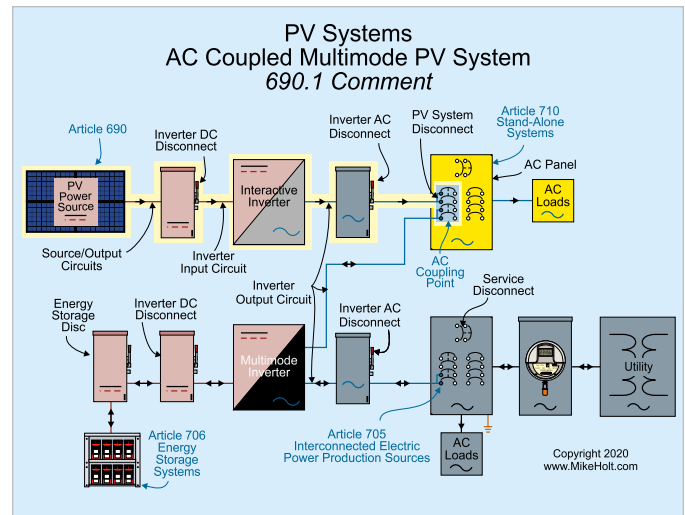 PV Systems
AC Coupled Multimode PV System
690.1 Comment
Article 690
Inverter DC
Disconnect
Inverter AC
Disconnect
PV System
Disconnect
Article 710
Stand-Alone
Systems
AC Panel
PV
Power
Source
Interactive
Inverter
AC
Loads
Source/Output
Circuits
Inverter
Input Circuit
Inverter
Output Circuit
AC
Coupling
Point
Energy
Storage
Disc
Inverter DC
Disconnect
Multimode
Inverter
Inverter AC
Disconnect
Service
Disconnect
Utility
Article 706
Energy
Storage
Systems
Article 705
Interconnected Electric
Power Production Sources
AC
Loads
Copyright 2020
www.MikeHolt.com